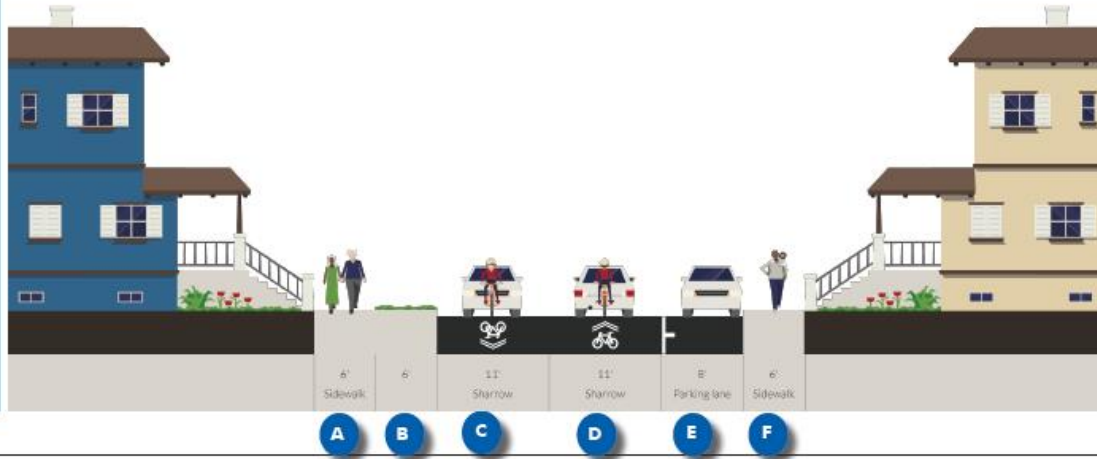 6' 6' 11' 11' 8' 6'
Sidewalk Sharrow Sharrow Parking lane Sidewalk
A B C D E F